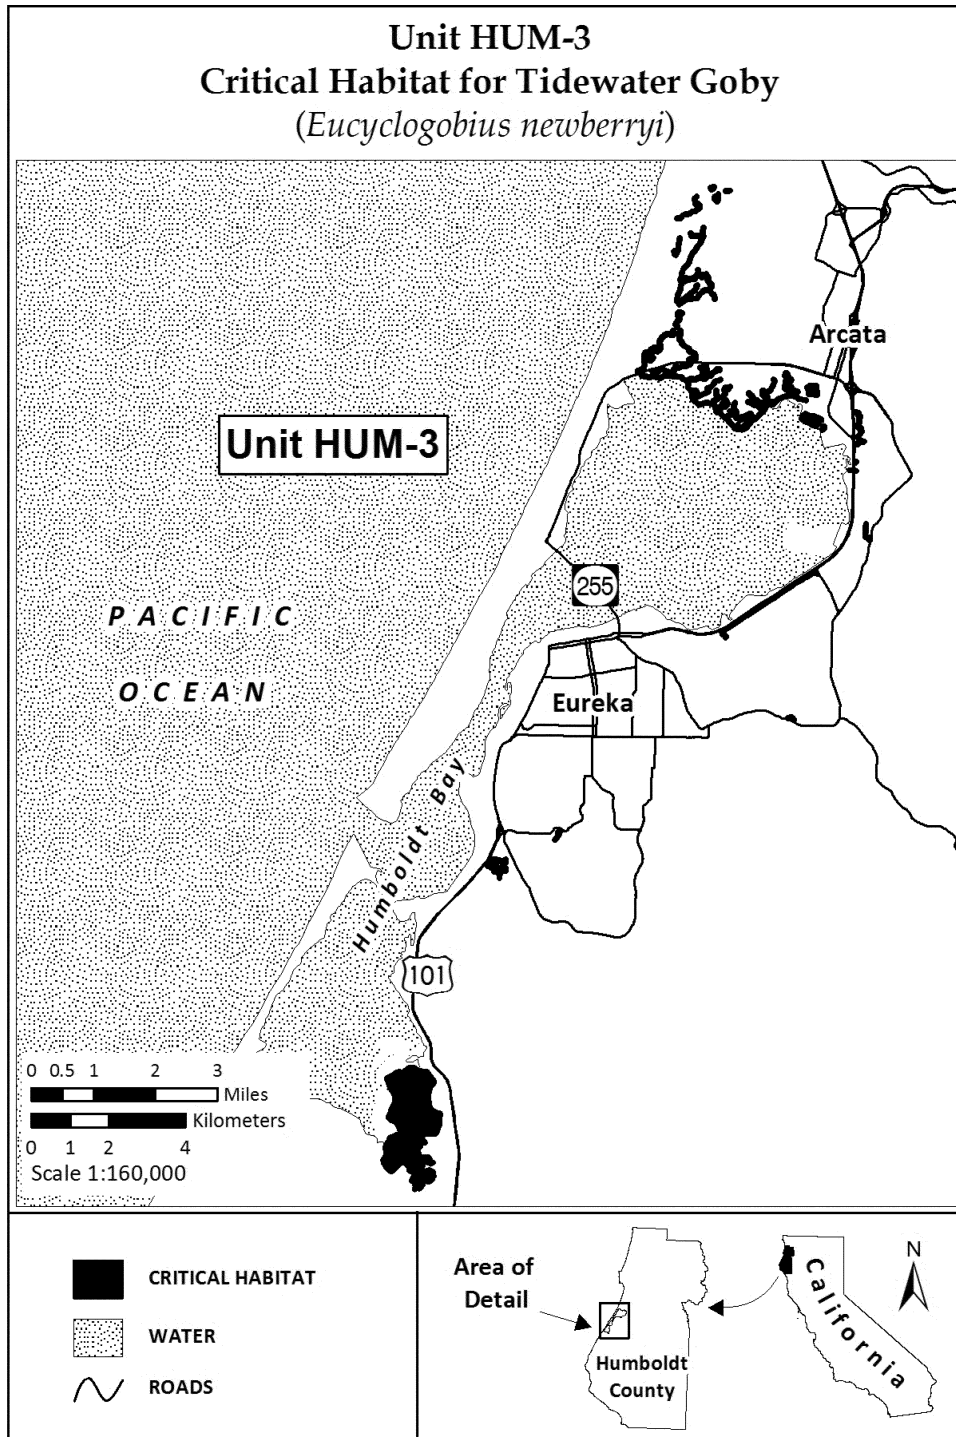 Unit HUM-3
Critical Habitat for Tidewater Goby
(Eucyclogobius newberryi)
Arcata
Unit HUM-3
255
PACIFIC
OCEAN
Eureka
Humboldt Bay
101
0 0.5 1 2 3
Miles
Kilometers
0 1 2 4
Scale 1:160,000
CRITICAL HABITAT
WATER
ROADS
Area of
Detail
Humboldt
County
California
N